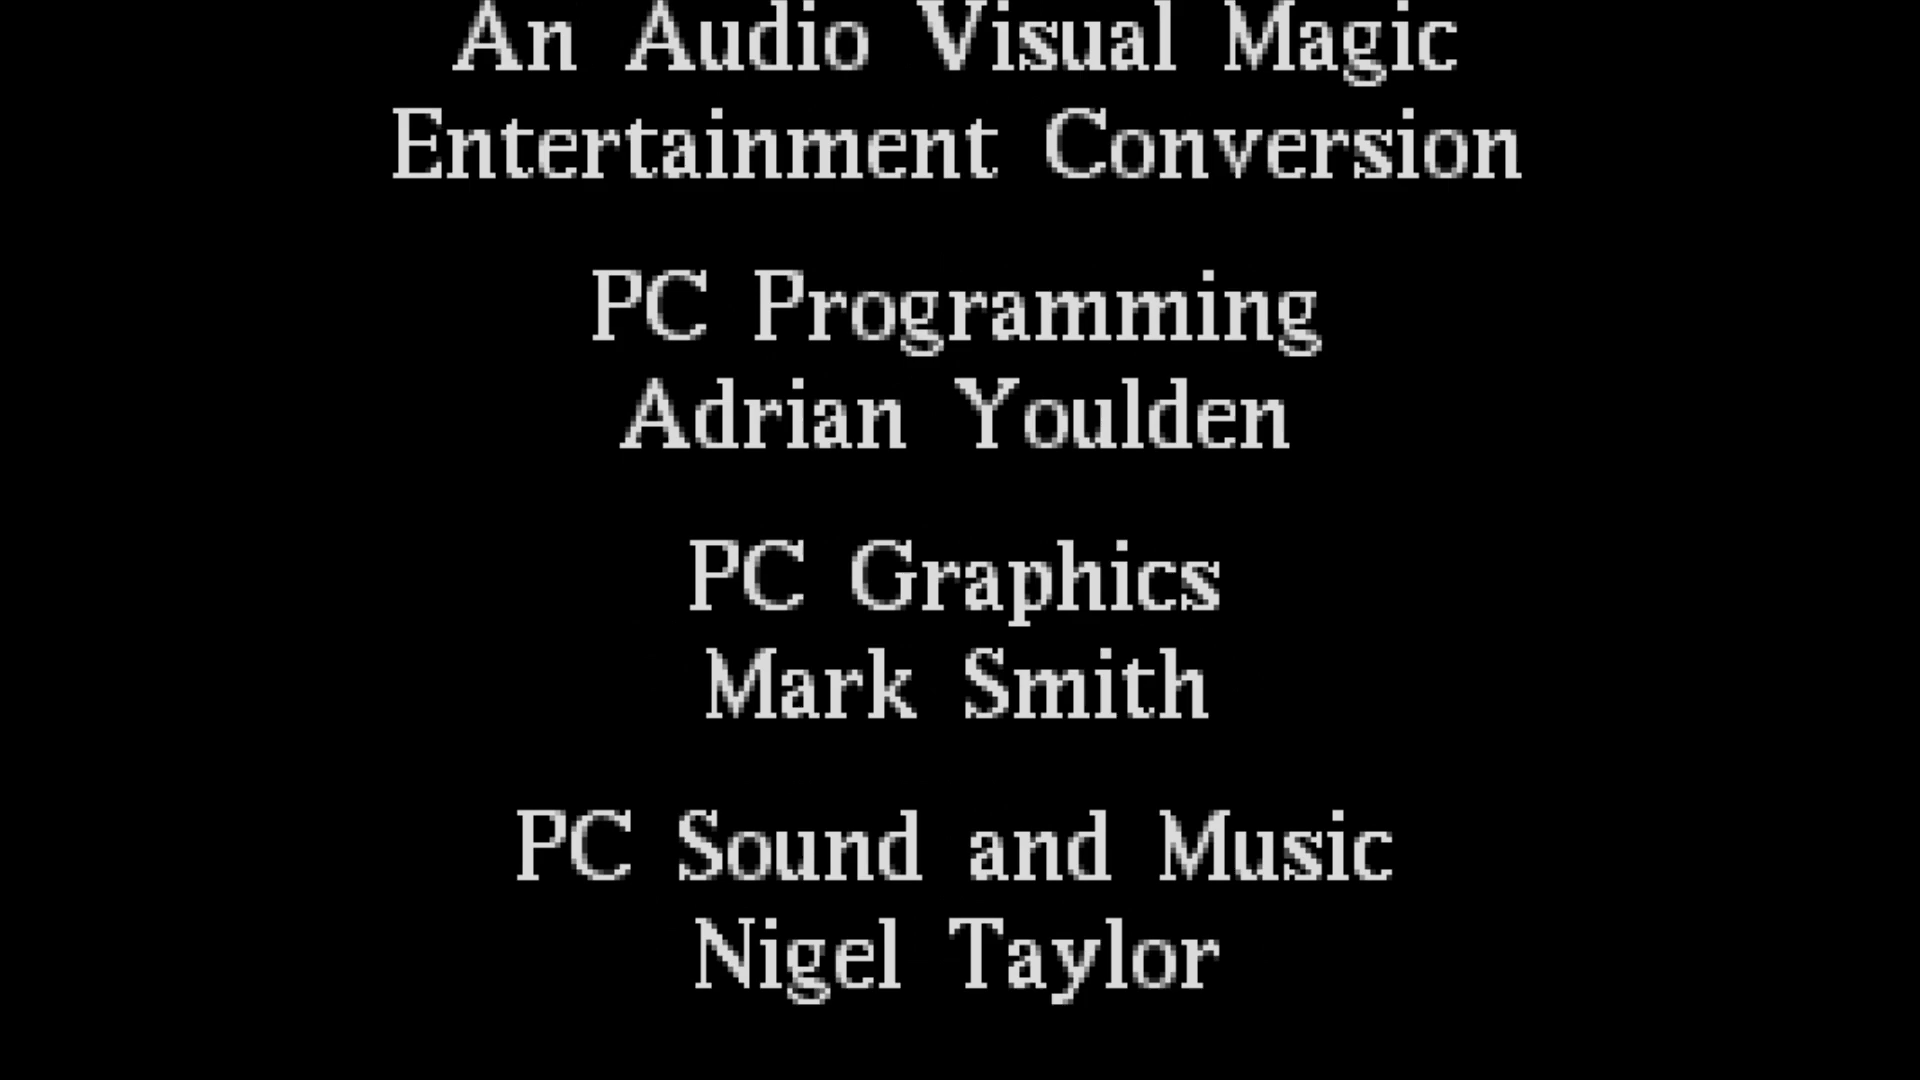 An Audio Visual Magic
Entertainment Conversion
PC Programming
Adrian Youlden
PC Graphics
Mark Smith
PC Sound and Music
Nigel Taylor